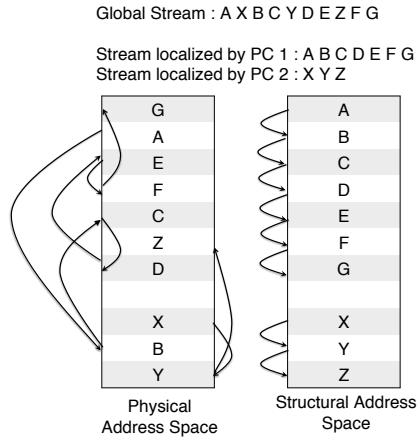 Global Stream : A X B C Y D E Z F G
Stream localized by PC 1 : A B C D E F G
Stream localized by PC 2 : X Y Z
G
A
E
F
C
Z
D
X
B
Y
Physical
Address Space
A
B
C
D
E
F
G
X
Y
Z
Structural Address
Space